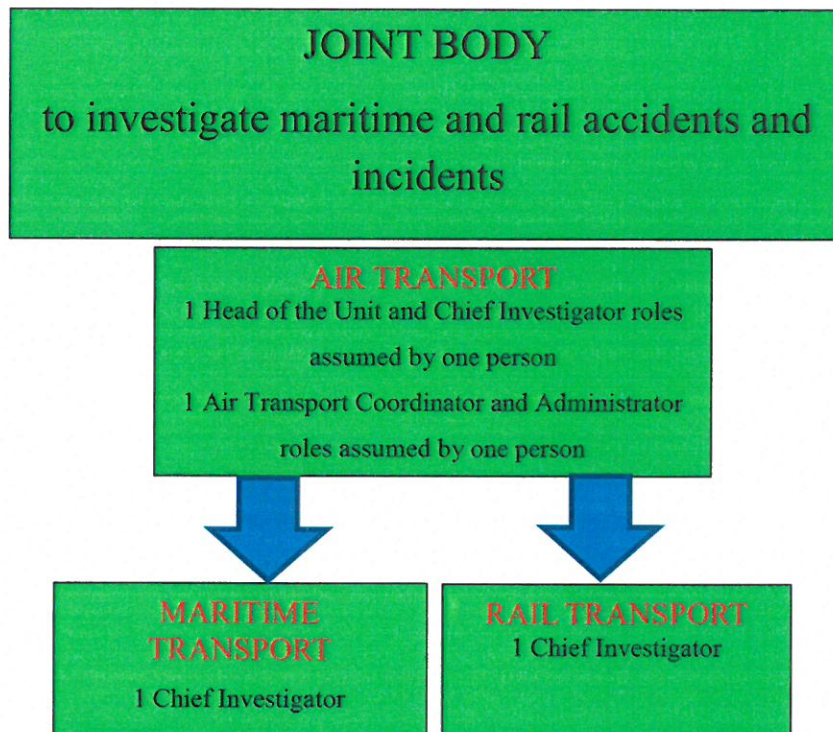 JOINT BODY
to investigate maritime and rail accidents and
incidents
AIR TRANSPORT
1 Head of the Unit and Chief Investigator roles
assumed by one person
1 Air Transport Coordinator and Administrator
roles assumed by one person
MARITIME
TRANSPORT
1 Chief Investigator
RAIL TRANSPORT
1 Chief Investigator